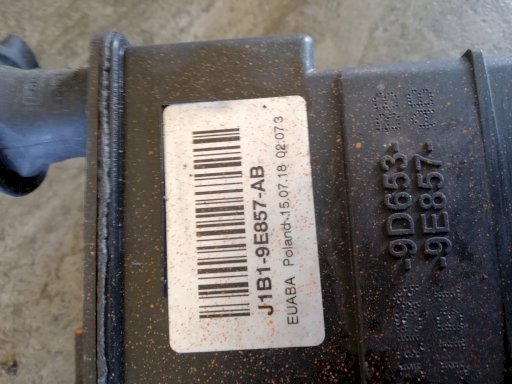 J1B1-9E857-AB
EUABA Poland 15.07.18 02:073
-9D653-
-9E857-